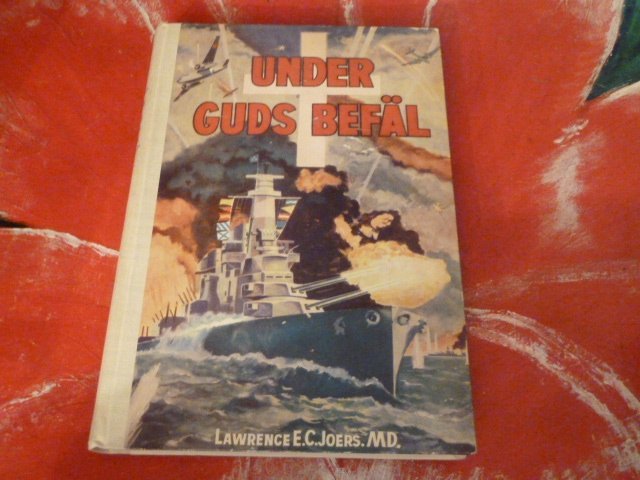 UNDER
GUDS BEFÄL
LAWRENCE E.C. JOERS. MD.